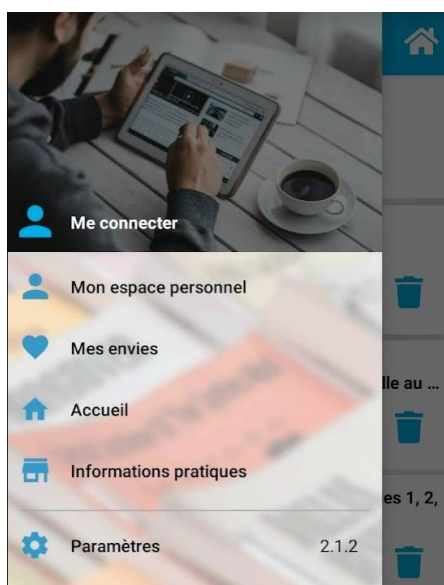 Me connecter
Mon espace personnel
Mes envies
lle au ...
Accueil
Informations pratiques
es 1, 2,
Paramètres 2.1.2